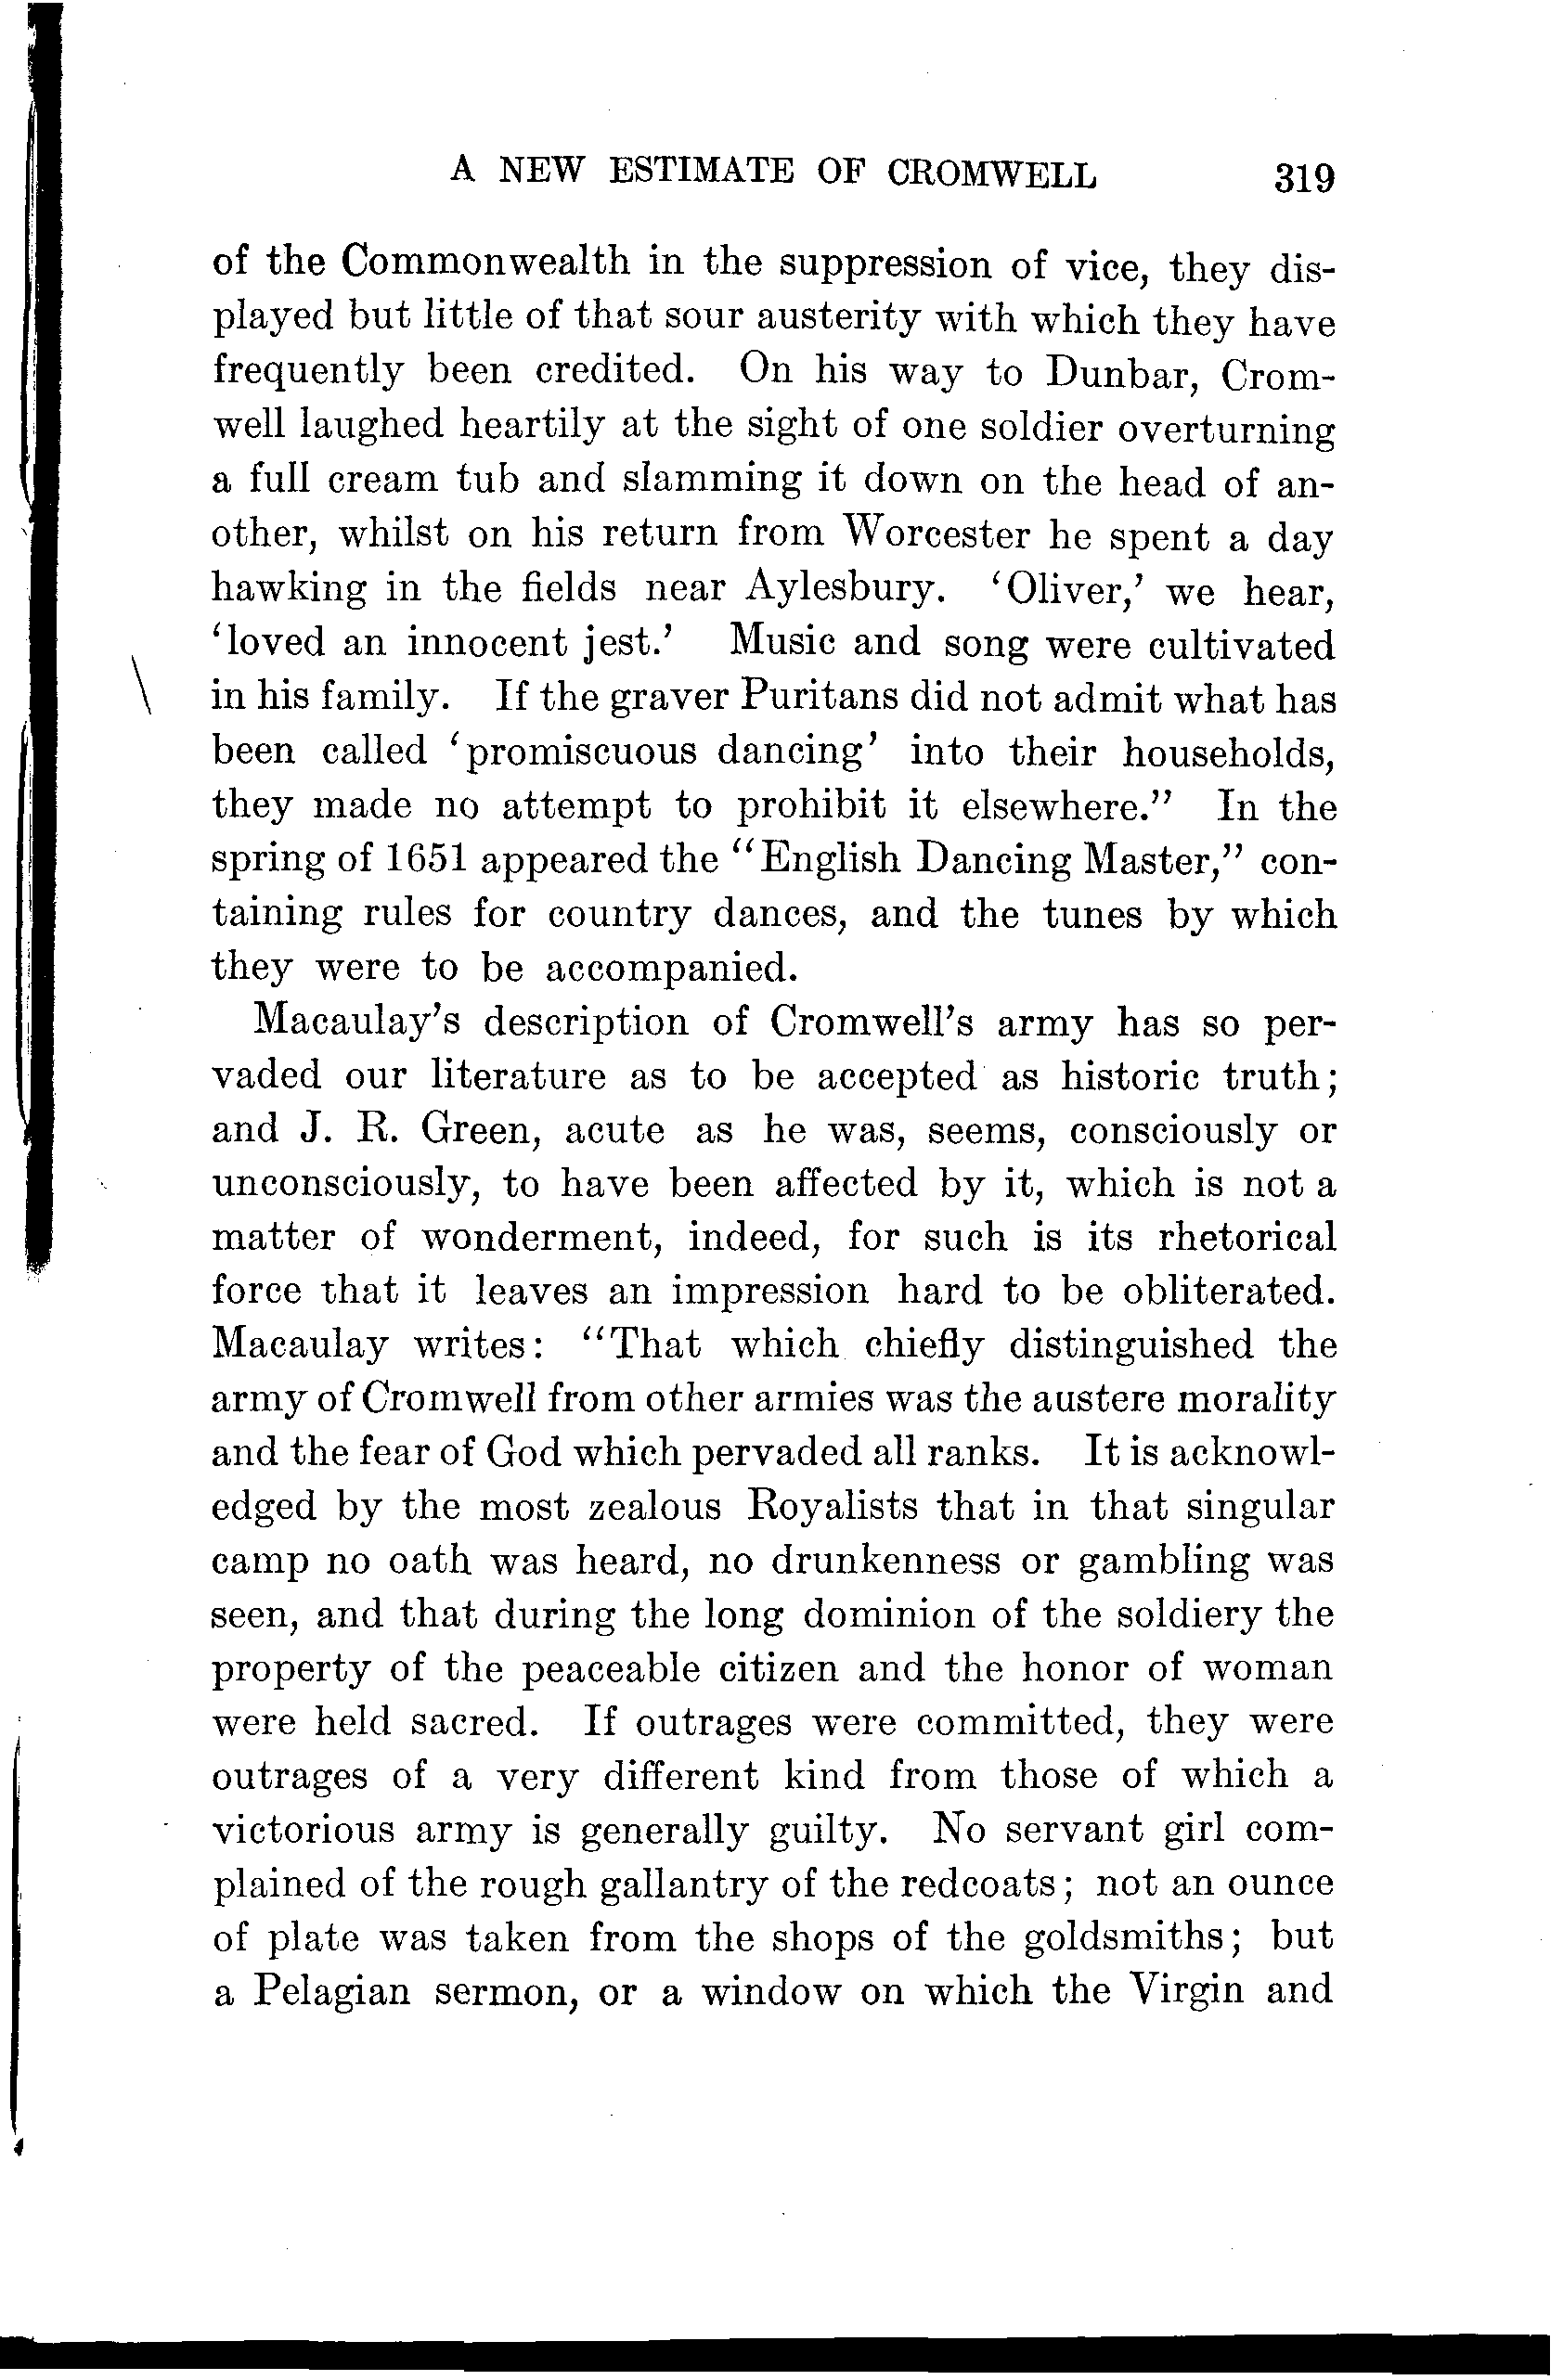 A NEW ESTIMATE OF CROMWELL 319
of the Commonwealth in the suppression of vice, they dis-
played but little of that sour austerity with which they have
frequently been credited. On his way to Dunbar, Crom-
well laughed heartily at the sight of one soldier overturning
a full cream tub and slamming it down on the head of an-
other, whilst on his return from Worcester he spent a day
hawking in the fields near Aylesbury. 'Oliver,' we hear,
'loved an innocent jest.' Music and song were cultivated
in his family. If the graver Puritans did not admit what has
been called 'promiscuous dancing' into their households,
they made no attempt to prohibit it elsewhere." In the
spring of 1651 appeared the "English Dancing Master," con-
taining rules for country dances, and the tunes by which
they were to be accompanied.
Macaulay's description of Cromwell's army has so per-
vaded our literature as to be accepted as historic truth;
and J. R. Green, acute as he was, seems, consciously or
unconsciously, to have been affected by it, which is not a
matter of wonderment, indeed, for such is its rhetorical
force that it leaves an impression hard to be obliterated.
Macaulay writes: "That which chiefly distinguished the
army of Cromwell from other armies was the austere morality
and the fear of God which pervaded all ranks. It is acknowl-
edged by the most zealous Royalists that in that singular
camp no oath was heard, no drunkenness or gambling was
seen, and that during the long dominion of the soldiery the
property of the peaceable citizen and the honor of woman
were held sacred. If outrages were committed, they were
outrages of a very different kind from those of which a
victorious army is generally guilty. No servant girl com-
plained of the rough gallantry of the redcoats; not an ounce
of plate was taken from the shops of the goldsmiths; but
a Pelagian sermon, or a window on which the Virgin and